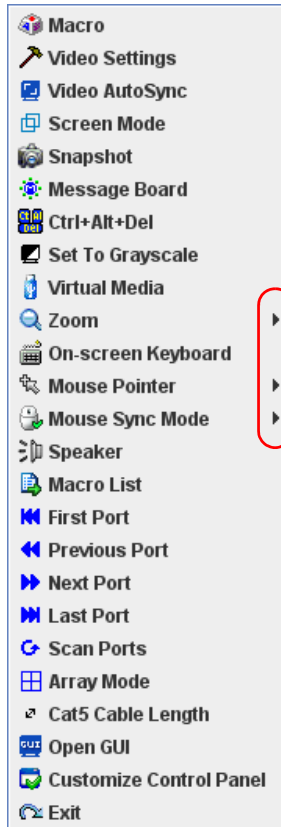 Macro
Video Settings
Video AutoSync
Screen Mode
Snapshot
Message Board
Ctrl+Alt+Del
Set To Grayscale
Virtual Media
Zoom
On-screen Keyboard
Mouse Pointer
Mouse Sync Mode
Speaker
Macro List
First Port
Previous Port
Next Port
Last Port
Scan Ports
Array Mode
Cat5 Cable Length
GUI Open GUI
Customize Control Panel
Exit